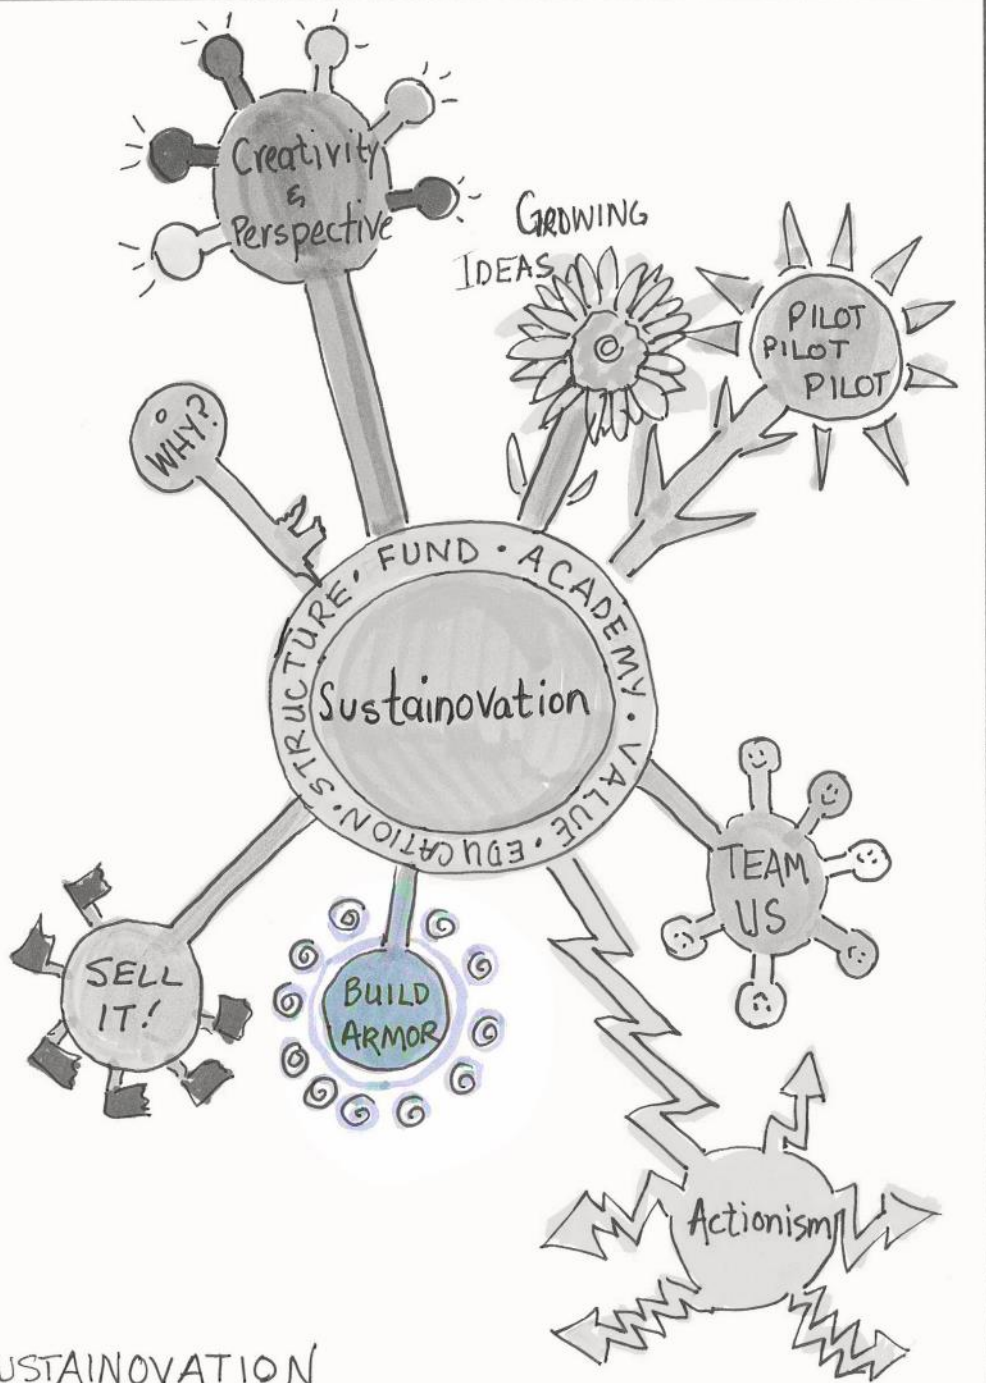 Creativity
&
Perspective
GROWING
IDEAS
PILOT
PILOT
PILOT
WHY?
STRUCTURE • FUND • ACADEMY • VALUE • EDUCATION •
Sustainovation
TEAM
US
SELL
IT!
BUILD
ARMOR
Actionism
USTAINOVATION